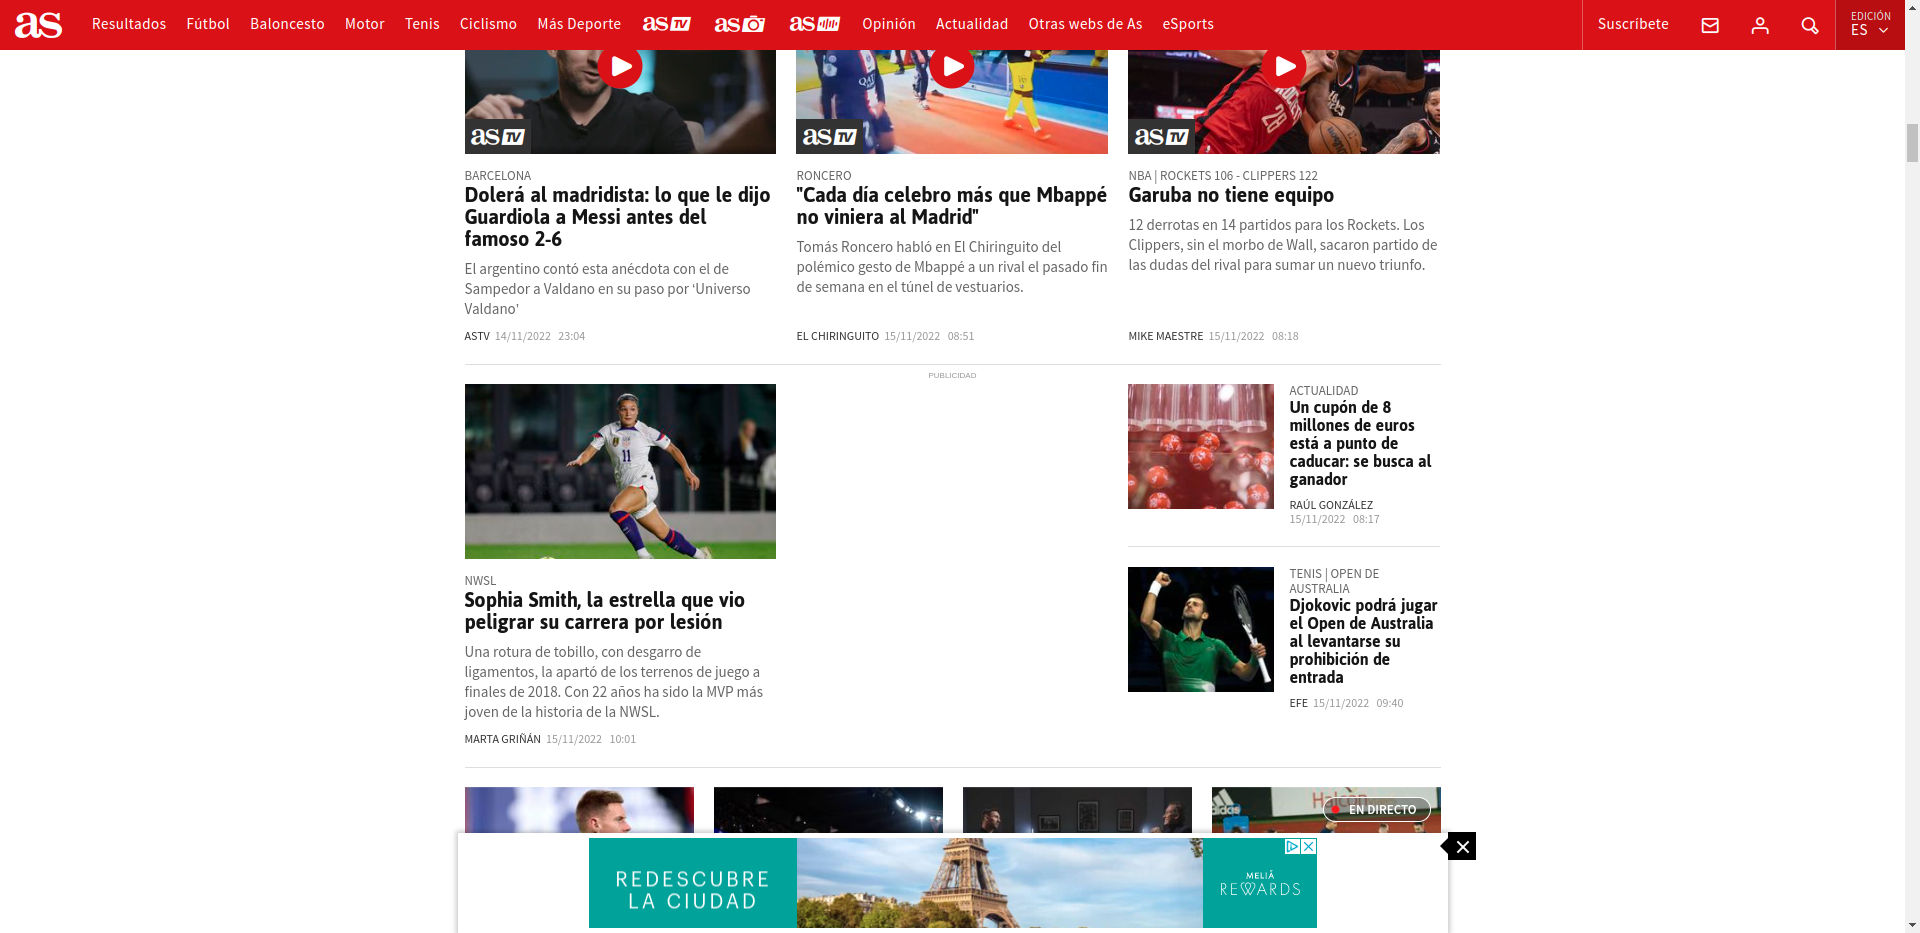 as Resultados Fútbol Baloncesto Motor Tenis Ciclismo Más Deporte as TV as as Opinión Actualidad Otras webs de As eSports Suscríbete EDICIÓN
ES
as TV
as TV
as TV
28
BARCELONA
Dolerá al madridista: lo que le dijo
Guardiola a Messi antes del
famoso 2-6
El argentino contó esta anécdota con el de
Sampedor a Valdano en su paso por ‘Universo
Valdano’
ASTV 14/11/2022 23:04
RONCERO
"Cada día celebro más que Mbappé
no viniera al Madrid"
Tomás Roncero habló en El Chiringuito del
polémico gesto de Mbappé a un rival el pasado fin
de semana en el túnel de vestuarios.
EL CHIRINGUITO 15/11/2022 08:51
NBA | ROCKETS 106 - CLIPPERS 122
Garuba no tiene equipo
12 derrotas en 14 partidos para los Rockets. Los
Clippers, sin el morbo de Wall, sacaron partido de
las dudas del rival para sumar un nuevo triunfo.
MIKE MAESTRE 15/11/2022 08:18
PUBLICIDAD
11
NWSL
Sophia Smith, la estrella que vio
peligrar su carrera por lesión
Una rotura de tobillo, con desgarro de
ligamentos, la apartó de los terrenos de juego a
finales de 2018. Con 22 años ha sido la MVP más
joven de la historia de la NWSL.
MARTA GRIÑÁN 15/11/2022 10:01
ACTUALIDAD
Un cupón de 8
millones de euros
está a punto de
caducar: se busca al
ganador
RAÚL GONZÁLEZ
15/11/2022 08:17
TENIS | OPEN DE
AUSTRALIA
Djokovic podrá jugar
el Open de Australia
al levantarse su
prohibición de
entrada
EFE 15/11/2022 09:40
adidas
Halcon
EN DIRECTO
REDESCUBRE
LA CIUDAD
MELIÁ
REWARDS